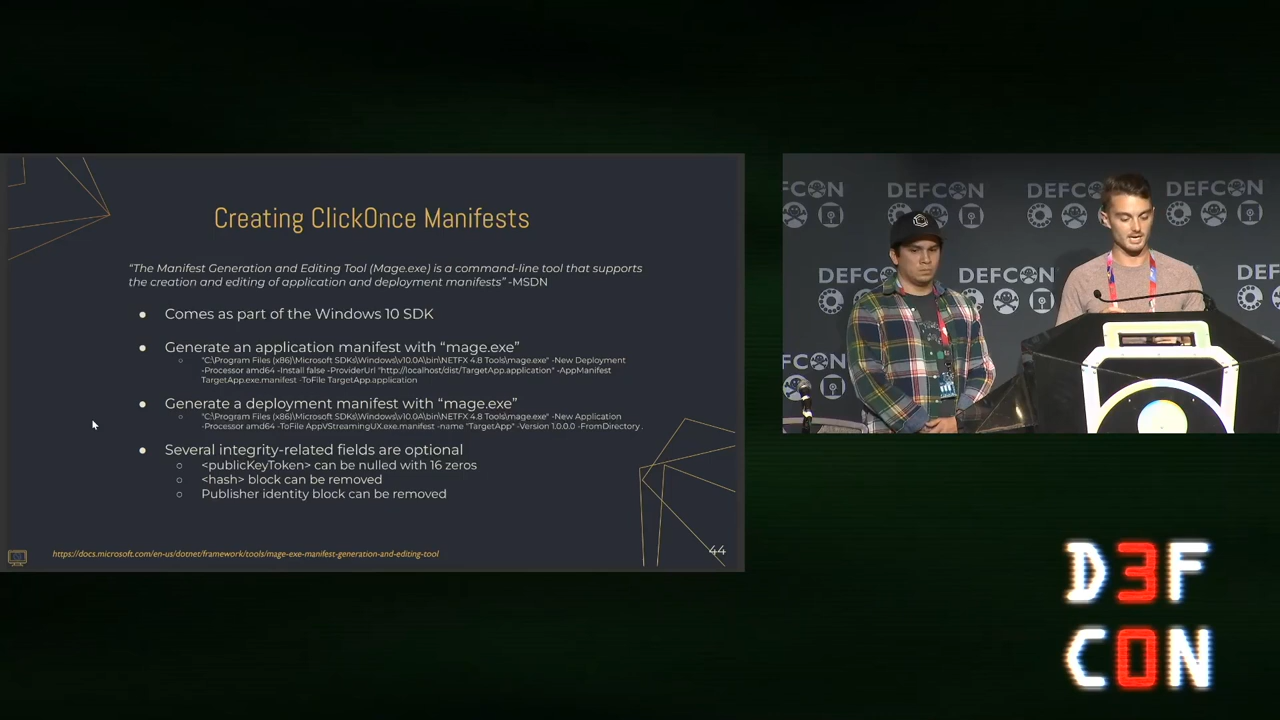 Creating ClickOnce Manifests
“The Manifest Generation and Editing Tool (Mage.exe) is a command-line tool that supports
the creation and editing of application and deployment manifests” -MSDN
● Comes as part of the Windows 10 SDK
● Generate an application manifest with “mage.exe”
○ "C:\Program Files (x86)\Microsoft SDKs\Windows\v10.0A\bin\NETFX 4.8 Tools\mage.exe" -New Deployment
-Processor amd64 -Install false -ProviderUrl "http://localhost/dist/TargetApp.application" -AppManifest
TargetApp.exe.manifest -ToFile TargetApp.application
● Generate a deployment manifest with “mage.exe”
○ "C:\Program Files (x86)\Microsoft SDKs\Windows\v10.0A\bin\NETFX 4.8 Tools\mage.exe" -New Application
-Processor amd64 -ToFile AppVStreamingUX.exe.manifest -name "TargetApp" -Version 1.0.0.0 -FromDirectory .
● Several integrity-related fields are optional
○ <publicKeyToken> can be nulled with 16 zeros
○ <hash> block can be removed
○ Publisher identity block can be removed
https://docs.microsoft.com/en-us/dotnet/framework/tools/mage-exe-manifest-generation-and-editing-tool
44
DEFCON DEFCON DEFCON DEFCON
DEFCON DEFCON DEF
D3F
C0N